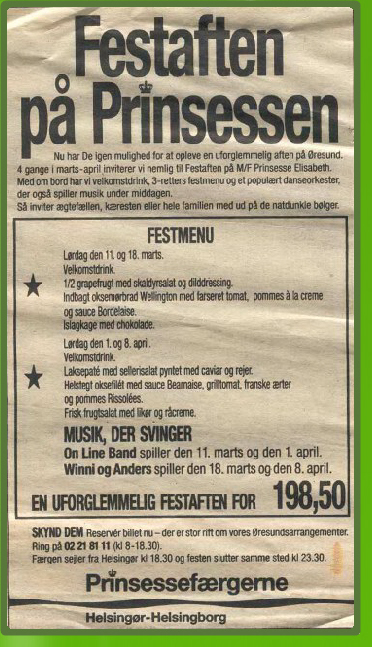 Festaften
på Prinsessen
Nu har De igen mulighed for at opleve en uforglemmelig aften på Øresund.
4 gange i marts-april inviterer vi nemlig til Festaften på M/F Prinsesse Elisabeth.
Med om bord har vi velkomstdrink, 3-retters festmenu og et populært danseorkester,
der også spiller musik under middagen.
Så inviter ægtefællen, kæresten eller hele familien med ud på de natdunkle bølger.
FESTMENU
Lørdag den 11. og 18. marts.
Velkomstdrink.
1/2 grapefrugt med skaldyrsalat og dilddressing.
Indbagt oksemørbrad Wellington med farseret tomat, pommes à la creme
og sauce Borcelaise.
Islagkage med chokolade.
Lørdag den 1. og 8. april.
Velkomstdrink.
Laksepaté med sellerisalat pyntet med caviar og rejer.
Helstegt oksefilét med sauce Bearnaise, grilltomat, franske ærter
og pommes Rissolées.
Frisk frugtsalat med likør og råcreme.
MUSIK, DER SVINGER
On Line Band spiller den 11. marts og den 1. april.
Winni og Anders spiller den 18. marts og den 8. april.
EN UFORGLEMMELIG FESTAFTEN FOR 198,50
SKYND DEM Reservér billet nu – der er stor rift om vores Øresundsarrangementer.
Ring på 02 21 81 11 (kl 8-18.30).
Færgen sejler fra Helsingør kl 18.30 og festen slutter samme sted kl 23.30.
Prinsessefærgerne
Helsingør-Helsingborg